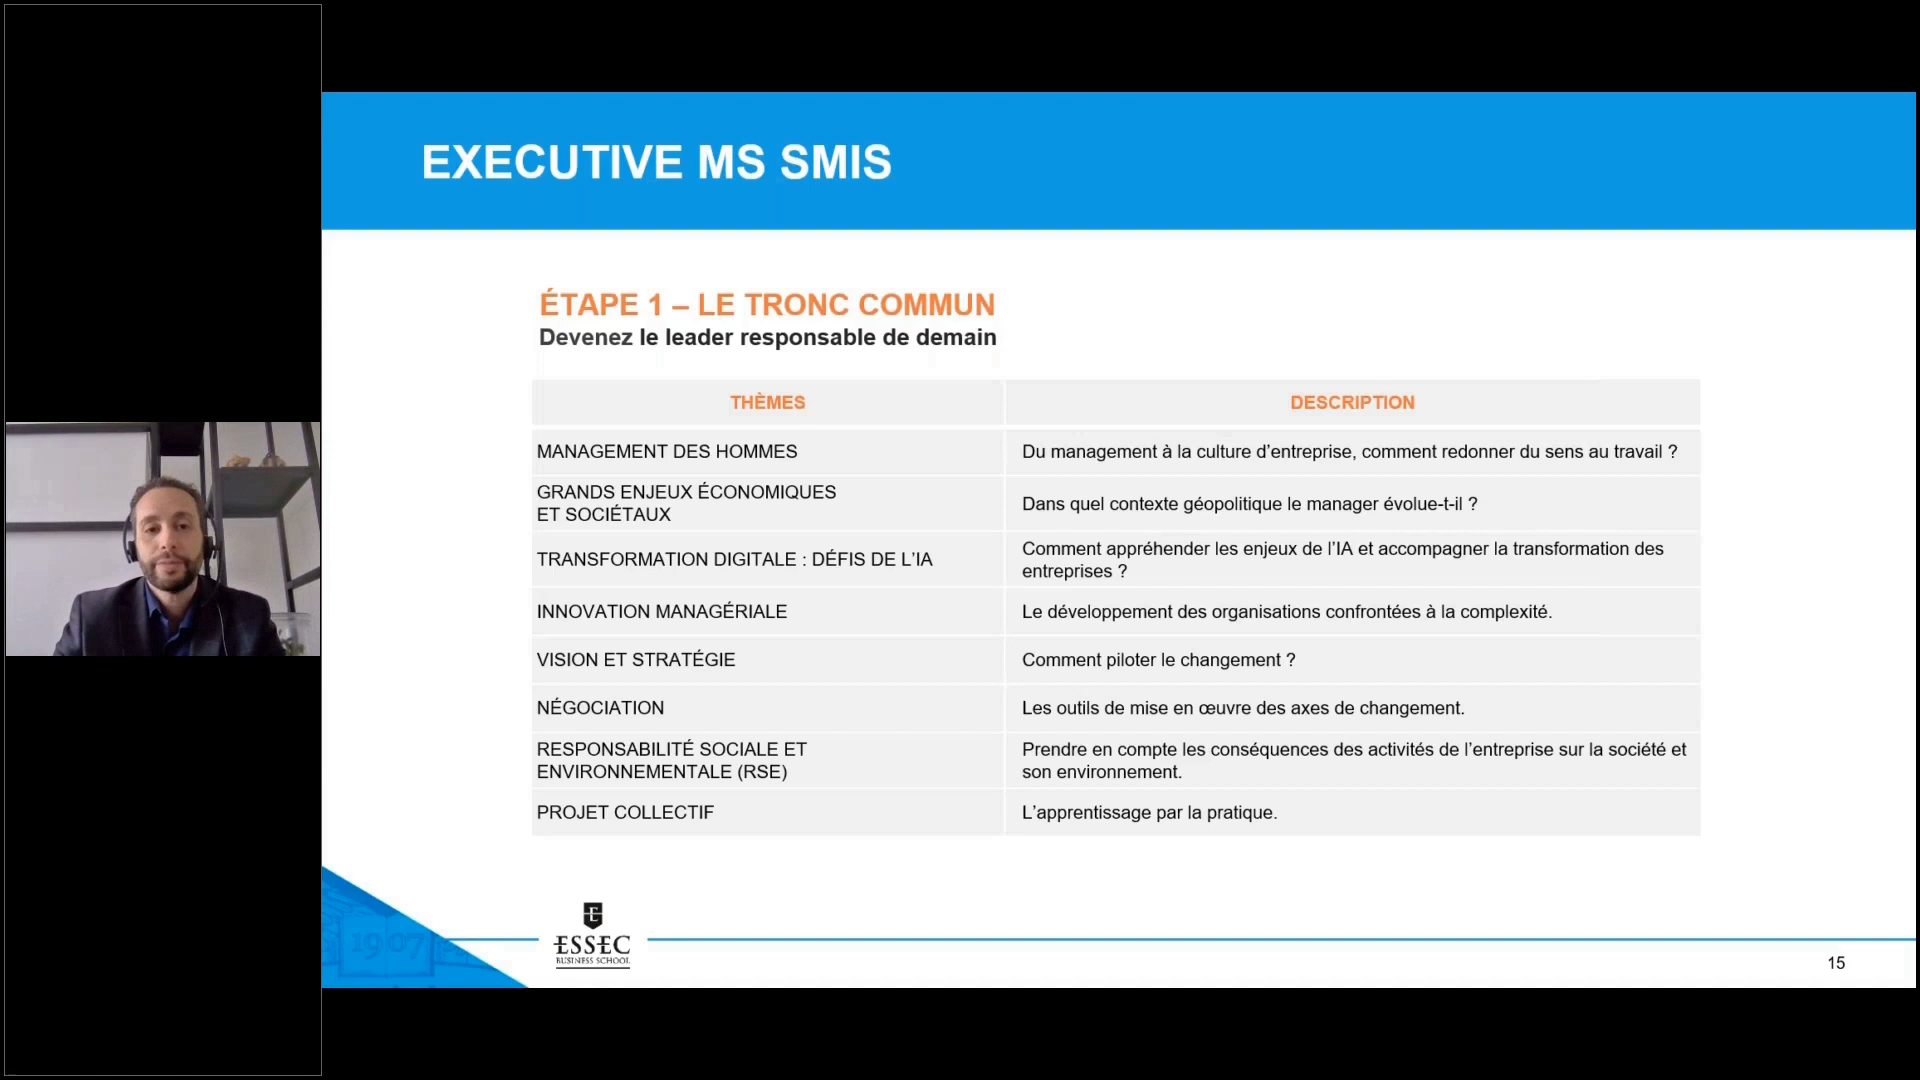 EXECUTIVE MS SMIS
ÉTAPE 1 – LE TRONC COMMUN
Devenez le leader responsable de demain
THÈMES
DESCRIPTION
MANAGEMENT DES HOMMES
Du management à la culture d’entreprise, comment redonner du sens au travail ?
GRANDS ENJEUX ÉCONOMIQUES
ET SOCIÉTAUX
Dans quel contexte géopolitique le manager évolue-t-il ?
TRANSFORMATION DIGITALE : DÉFIS DE L’IA
Comment appréhender les enjeux de l’IA et accompagner la transformation des
entreprises ?
INNOVATION MANAGÉRIALE
Le développement des organisations confrontées à la complexité.
VISION ET STRATÉGIE
Comment piloter le changement ?
NÉGOCIATION
Les outils de mise en œuvre des axes de changement.
RESPONSABILITÉ SOCIALE ET
ENVIRONNEMENTALE (RSE)
Prendre en compte les conséquences des activités de l’entreprise sur la société et
son environnement.
PROJET COLLECTIF
L’apprentissage par la pratique.
1907
ESSEC
BUSINESS SCHOOL
15